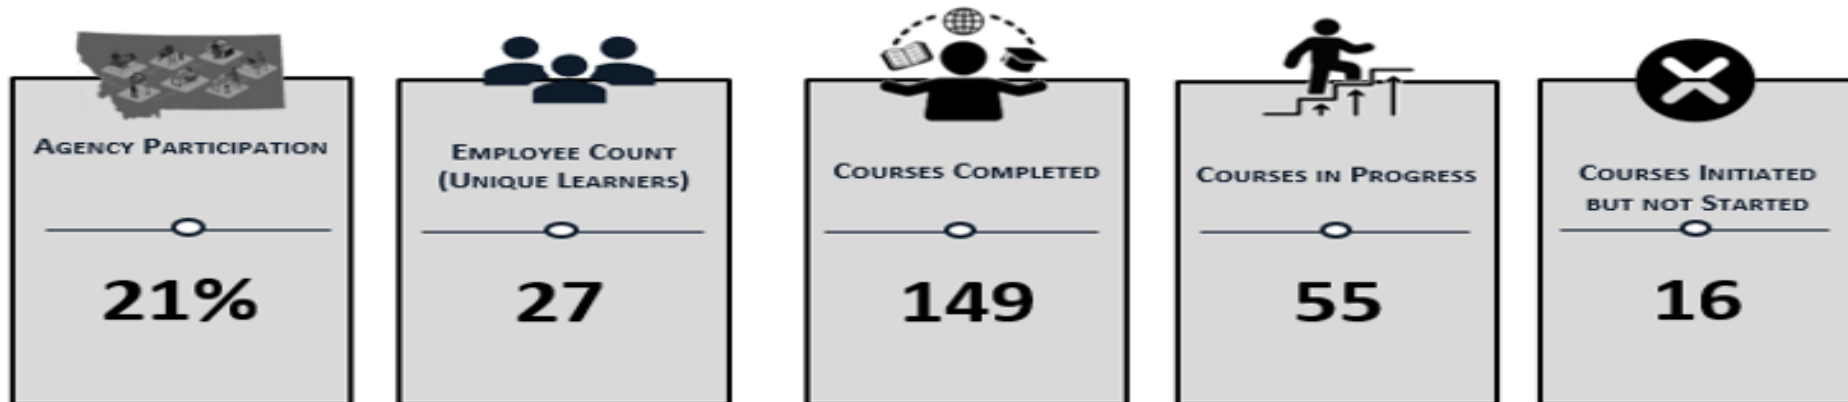 Agency Participation
21%
Employee Count
(Unique Learners)
27
Courses Completed
149
Courses in Progress
55
Courses Initiated
but not Started
16